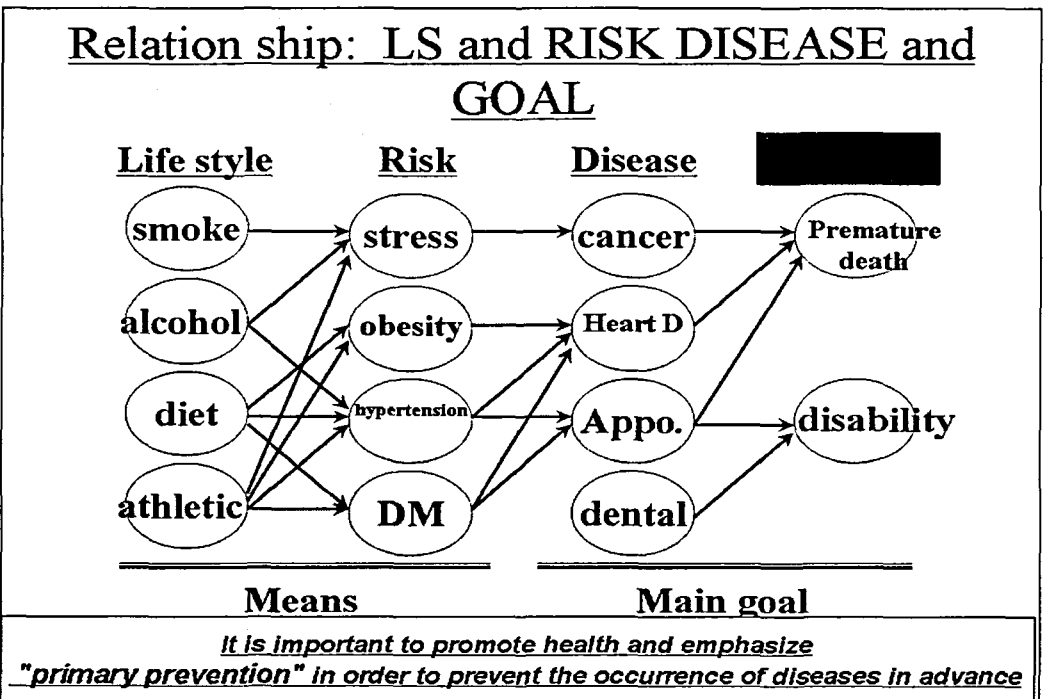 Relation ship: LS and RISK DISEASE and
GOAL
Life style Risk Disease
smoke stress cancer Premature
death
alcohol obesity Heart D
diet hypertension Appo. disability
athletic DM dental
Means Main goal
It is important to promote health and emphasize
"primary prevention" in order to prevent the occurrence of diseases in advance